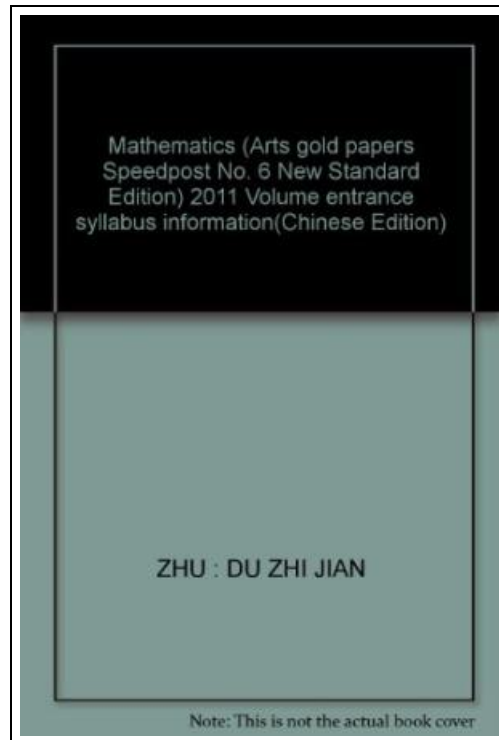 Mathematics (Arts gold papers
Speedpost No. 6 New Standard
Edition) 2011 Volume entrance
syllabus information(Chinese Edition)
ZHU : DU ZHI JIAN
Note: This is not the actual book cover